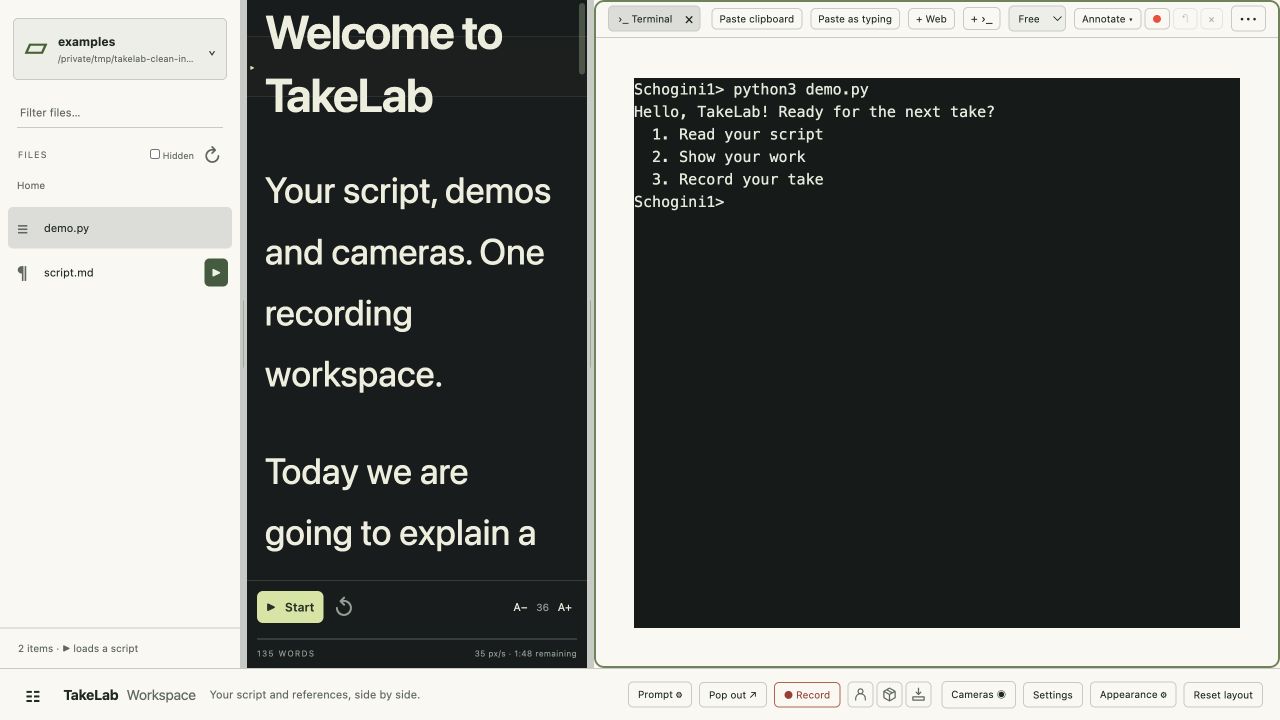 examples
/private/tmp/takelab-clean-in...
Filter files...
FILES
Hidden
Home
demo.py
script.md
2 items · ▶ loads a script
Welcome to
TakeLab
Your script, demos
and cameras. One
recording
workspace.
Today we are
going to explain a
Start
A− 36 A+
135 WORDS
35 px/s · 1:48 remaining
>_ Terminal ×
Paste clipboard
Paste as typing
+ Web
+ >_
Free
Annotate
Schogini1> python3 demo.py
Hello, TakeLab! Ready for the next take?
1. Read your script
2. Show your work
3. Record your take
Schogini1>
TakeLab Workspace
Your script and references, side by side.
Prompt
Pop out ↗
Record
Cameras
Settings
Appearance
Reset layout